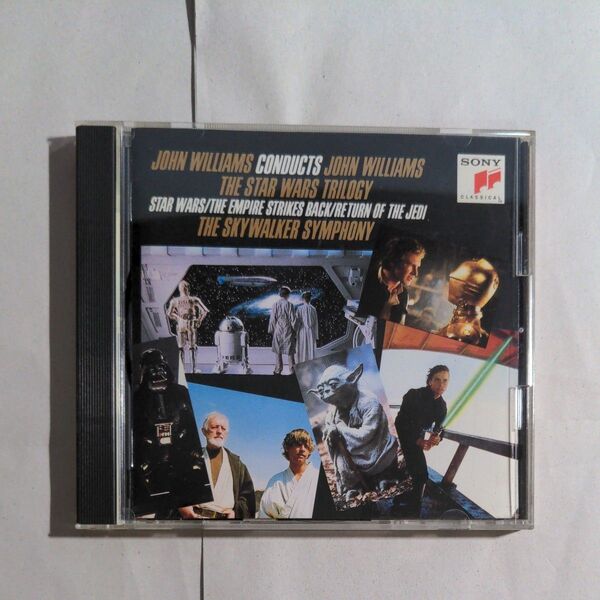 JOHN WILLIAMS CONDUCTS JOHN WILLIAMS
THE STAR WARS TRILOGY
STAR WARS/THE EMPIRE STRIKES BACK/RETURN OF THE JEDI
THE SKYWALKER SYMPHONY
SONY
CLASSICAL